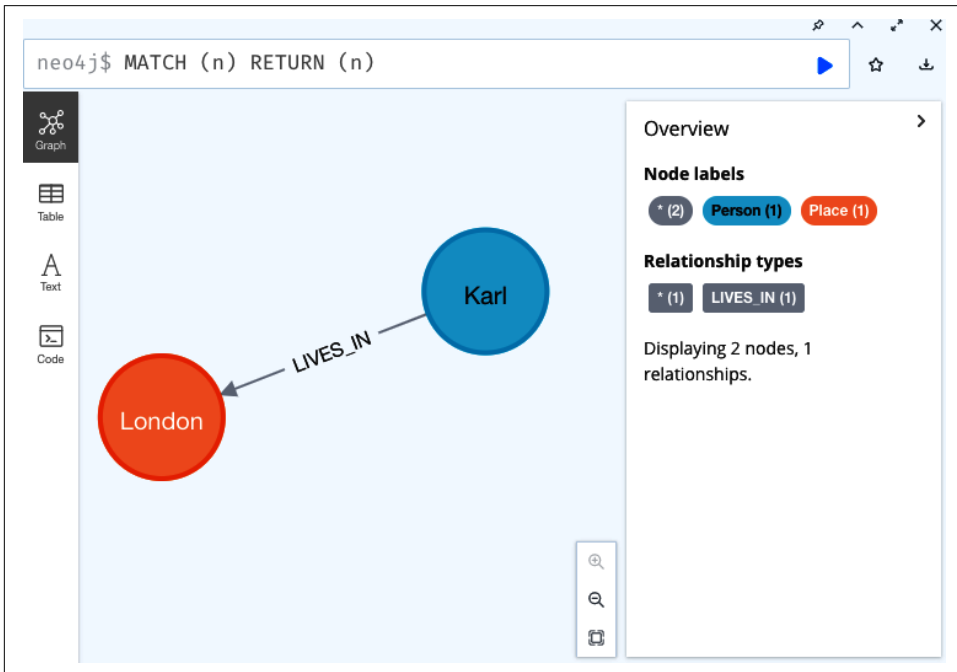 neo4j$ MATCH (n) RETURN (n)
Graph
Table
Text
Code
Karl
LIVES_IN
London
Overview
Node labels
* (2) Person (1) Place (1)
Relationship types
* (1) LIVES_IN (1)
Displaying 2 nodes, 1
relationships.